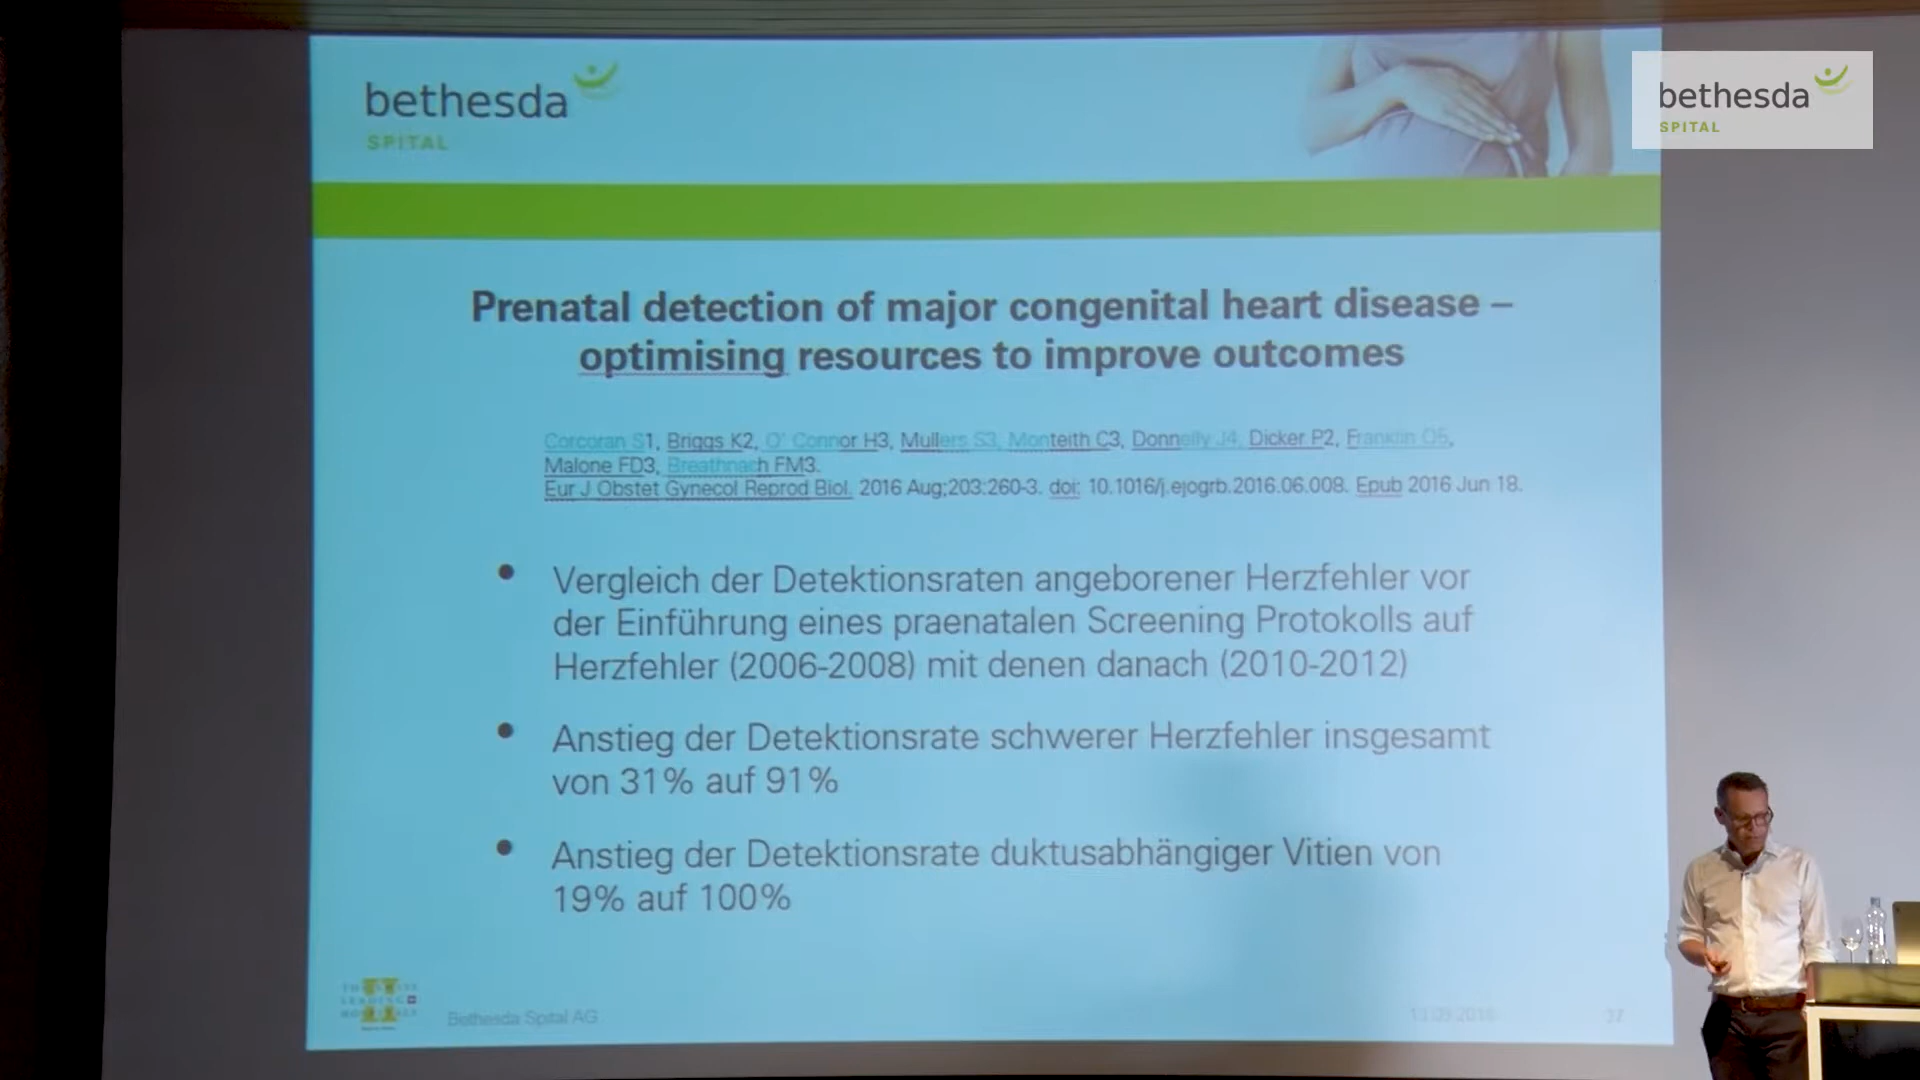 bethesda
SPITAL
bethesda
SPITAL
Prenatal detection of major congenital heart disease –
optimising resources to improve outcomes
Corcoran S1, Briggs K2, O' Connor H3, Mullers S3, Monteith C3, Donnelly J4, Dicker P2, Franklin O5,
Malone FD3, Breathnach FM3.
Eur J Obstet Gynecol Reprod Biol. 2016 Aug;203:260-3. doi: 10.1016/j.ejogrb.2016.06.008. Epub 2016 Jun 18.
• Vergleich der Detektionsraten angeborener Herzfehler vor
der Einführung eines praenatalen Screening Protokolls auf
Herzfehler (2006-2008) mit denen danach (2010-2012)
• Anstieg der Detektionsrate schwerer Herzfehler insgesamt
von 31% auf 91%
• Anstieg der Detektionsrate duktusabhängiger Vitien von
19% auf 100%
Bethesda Spital AG
37